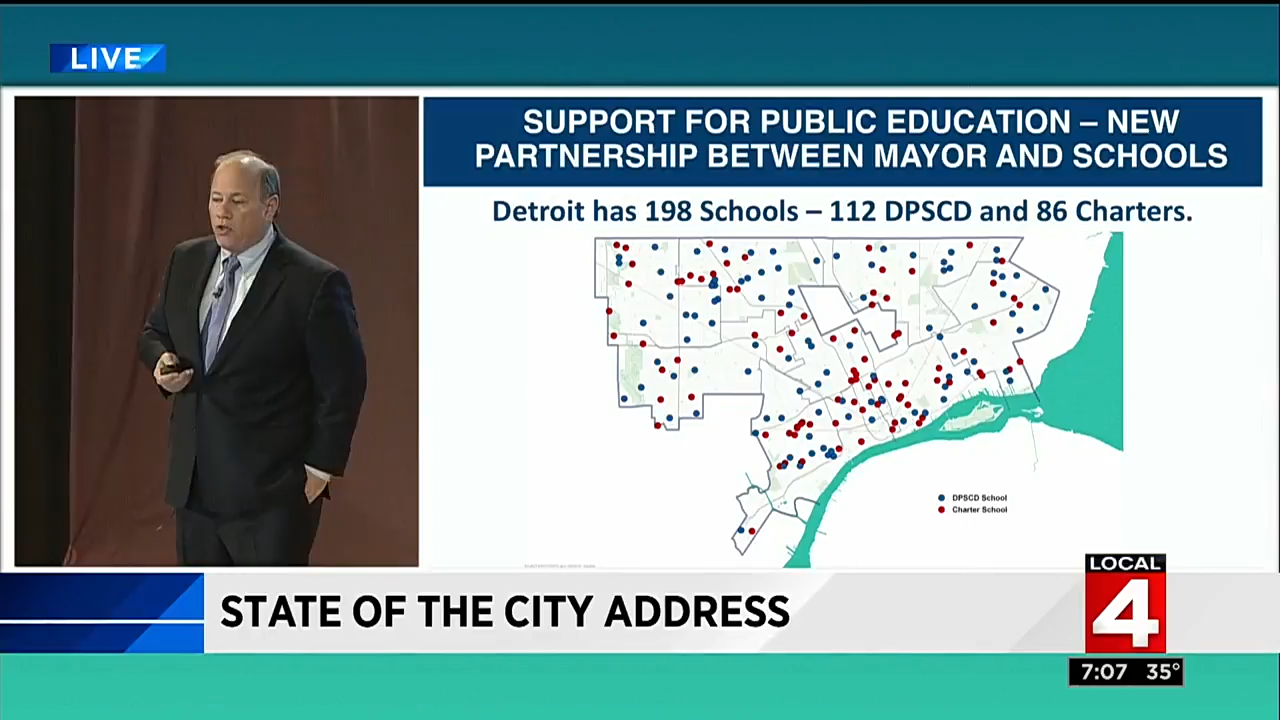 LIVE
SUPPORT FOR PUBLIC EDUCATION – NEW
PARTNERSHIP BETWEEN MAYOR AND SCHOOLS
Detroit has 198 Schools – 112 DPSCD and 86 Charters.
DPSCD School
Charter School
STATE OF THE CITY ADDRESS
LOCAL
4
7:07 35°